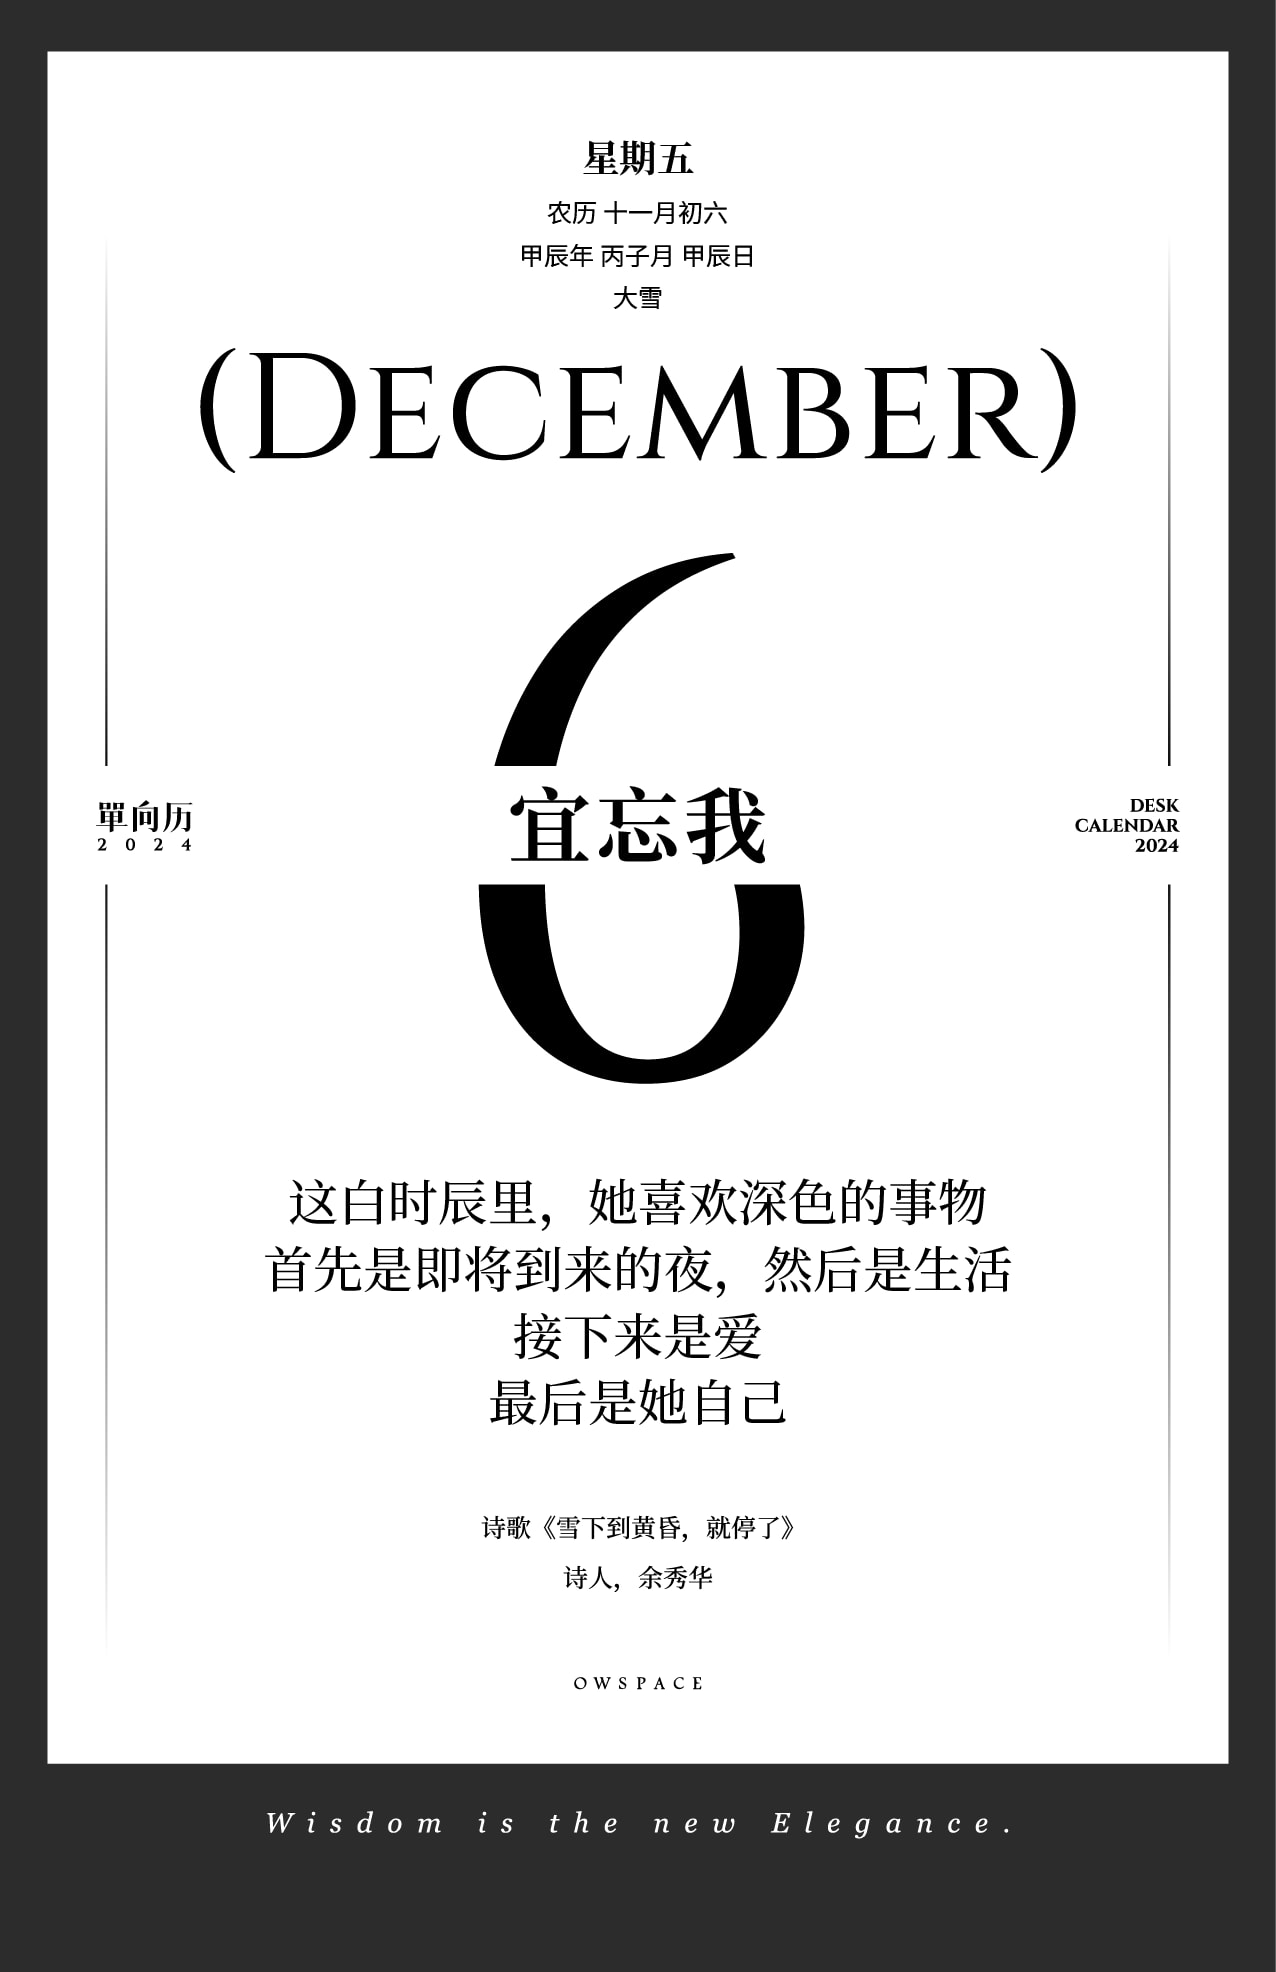 星期五
农历 十一月初六
甲辰年 丙子月 甲辰日
大雪
(DECEMBER)
6
宜忘我
單向历
2 0 2 4
DESK
CALENDAR
2024
这白时辰里，她喜欢深色的事物
首先是即将到来的夜，然后是生活
接下来是爱
最后是她自己
诗歌《雪下到黄昏，就停了》
诗人，余秀华
OWSPACE
Wisdom is the new Elegance.